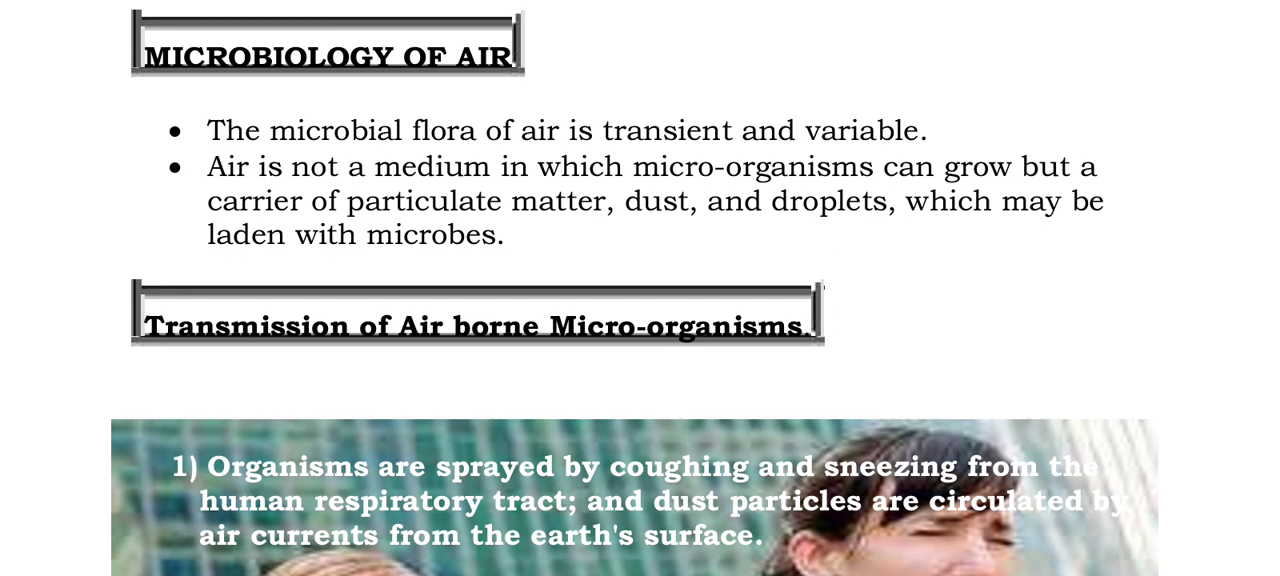 MICROBIOLOGY OF AIR
• The microbial flora of air is transient and variable.
• Air is not a medium in which micro-organisms can grow but a
carrier of particulate matter, dust, and droplets, which may be
laden with microbes.
Transmission of Air borne Micro-organisms.
1) Organisms are sprayed by coughing and sneezing from the
human respiratory tract; and dust particles are circulated by
air currents from the earth's surface.